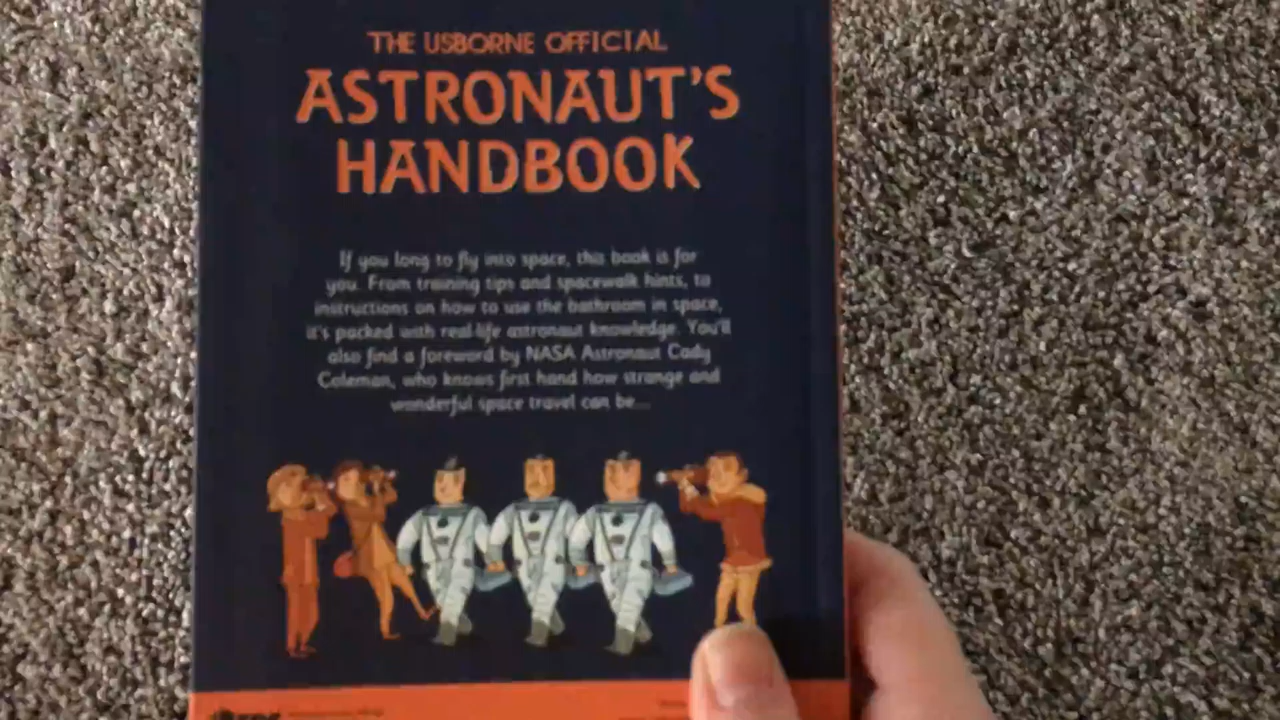 THE USBORNE OFFICIAL
ASTRONAUT'S
HANDBOOK
If you long to fly into space, this book is for
you. From training tips and spacewalk hints, to
instructions on how to use the bathroom in space,
it's packed with real-life astronaut knowledge. You'll
also find a foreword by NASA Astronaut Cady
Coleman, who knows first hand how strange and
wonderful space travel can be...